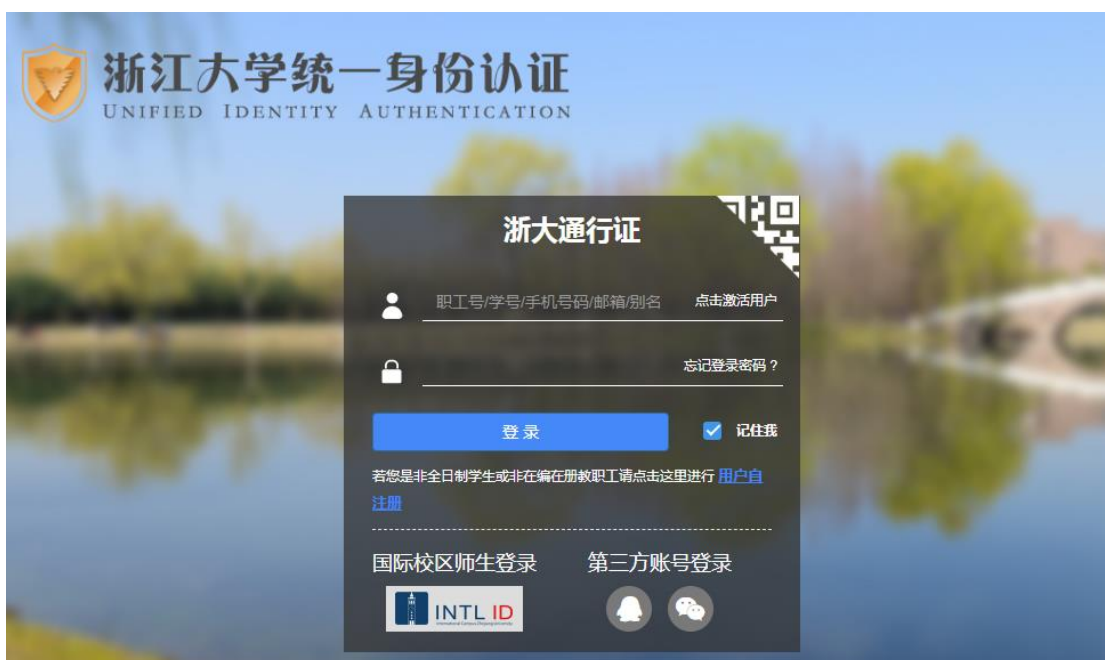 浙江大学统一身份认证
UNIFIED IDENTITY AUTHENTICATION
浙大通行证
职工号/学号/手机号码/邮箱/别名 点击激活用户
忘记登录密码？
登录 记住我
若您是非全日制学生或非在编在册教职工请点击这里进行 用户自
注册
国际校区师生登录 第三方账号登录
INTL ID